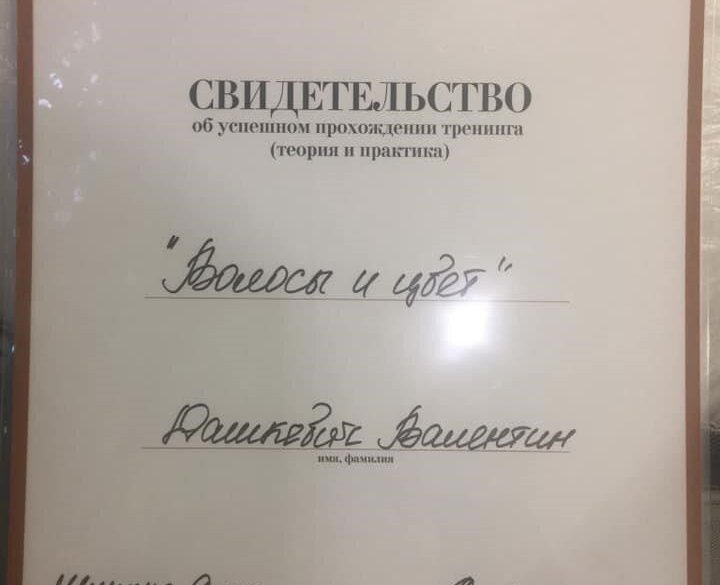 СВИДЕТЕЛЬСТВО
об успешном прохождении тренинга
(теория и практика)
"Волосы и цвет"
Дашкевич Валентин
имя, фамилия